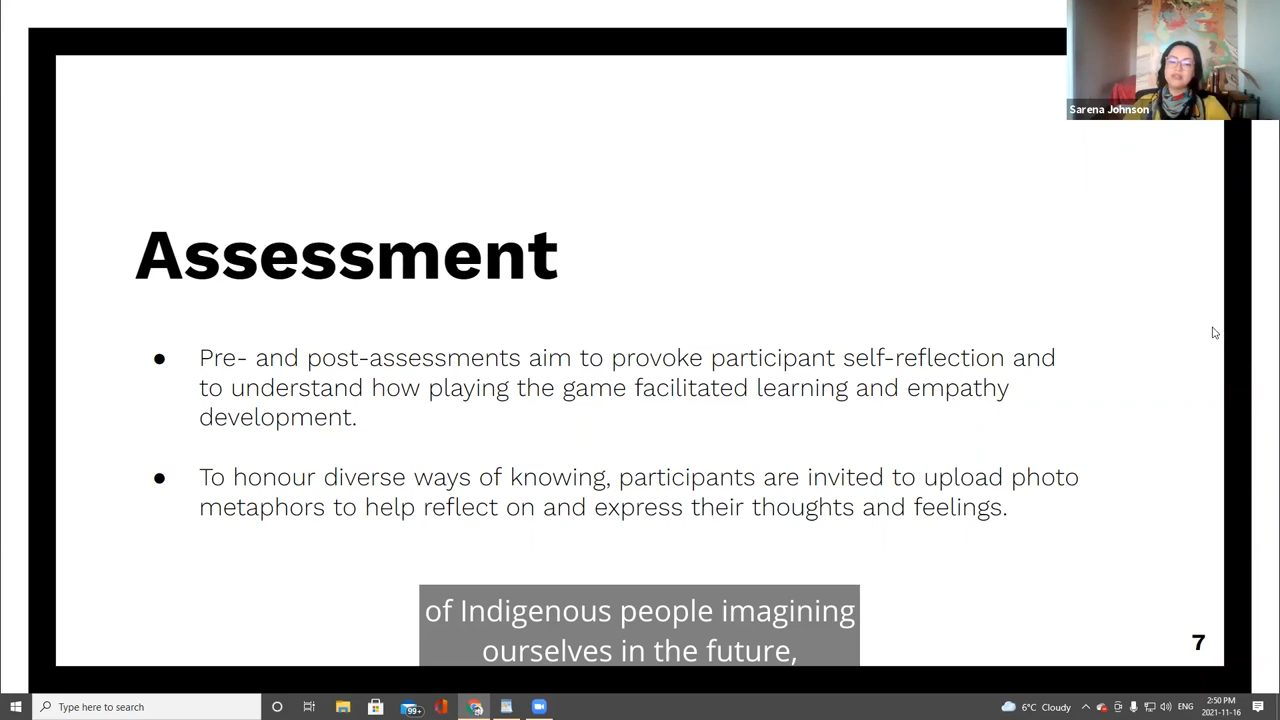 Sarena Johnson
Assessment
● Pre- and post-assessments aim to provoke participant self-reflection and
to understand how playing the game facilitated learning and empathy
development.
● To honour diverse ways of knowing, participants are invited to upload photo
metaphors to help reflect on and express their thoughts and feelings.
of Indigenous people imagining
ourselves in the future,
7
Type here to search
99+
6°C Cloudy
ENG
2:50 PM
2021-11-16